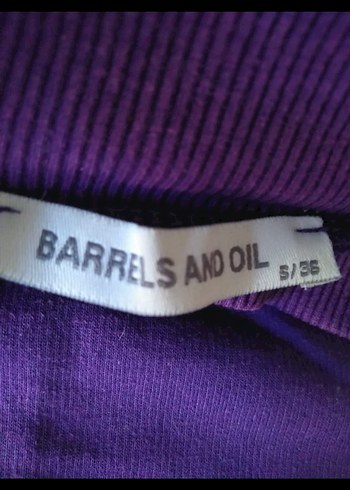 BARRELS AND OIL
S/36